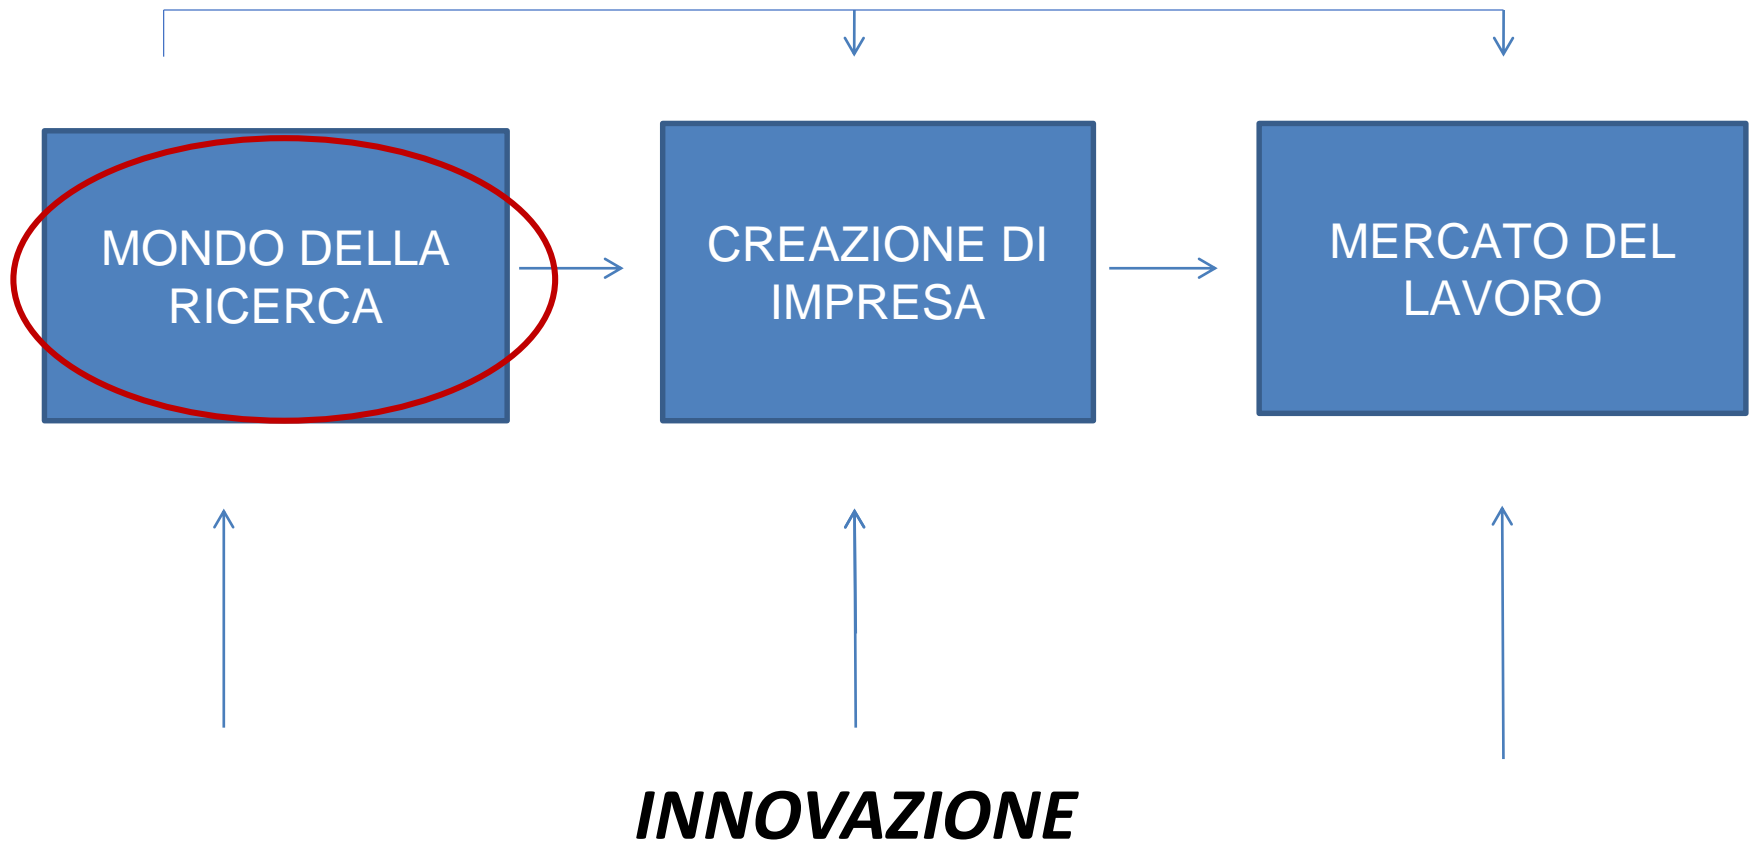 MONDO DELLA
RICERCA
CREAZIONE DI
IMPRESA
MERCATO DEL
LAVORO
INNOVAZIONE